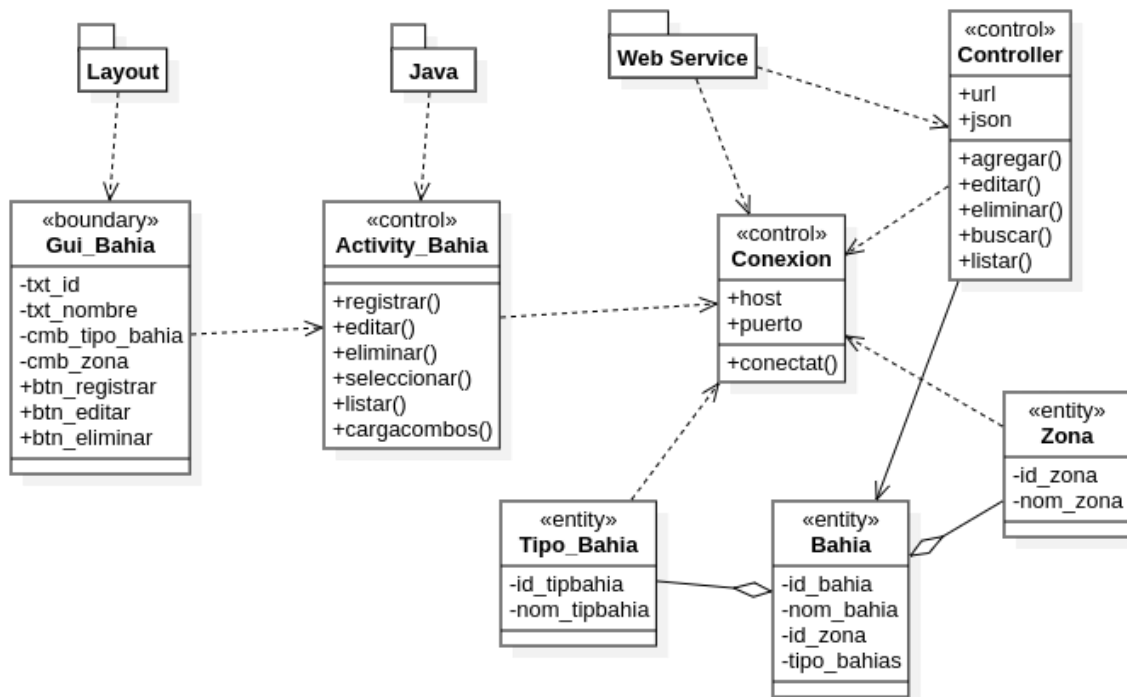 Layout
Java
Web Service
«control»
Controller
+url
+json
+agregar()
+editar()
+eliminar()
+buscar()
+listar()
«boundary»
Gui_Bahia
-txt_id
-txt_nombre
-cmb_tipo_bahia
-cmb_zona
+btn_registrar
+btn_editar
+btn_eliminar
«control»
Activity_Bahia
+registrar()
+editar()
+eliminar()
+seleccionar()
+listar()
+cargacombos()
«control»
Conexion
+host
+puerto
+conectat()
«entity»
Zona
-id_zona
-nom_zona
«entity»
Tipo_Bahia
-id_tipbahia
-nom_tipbahia
«entity»
Bahia
-id_bahia
-nom_bahia
-id_zona
-tipo_bahias